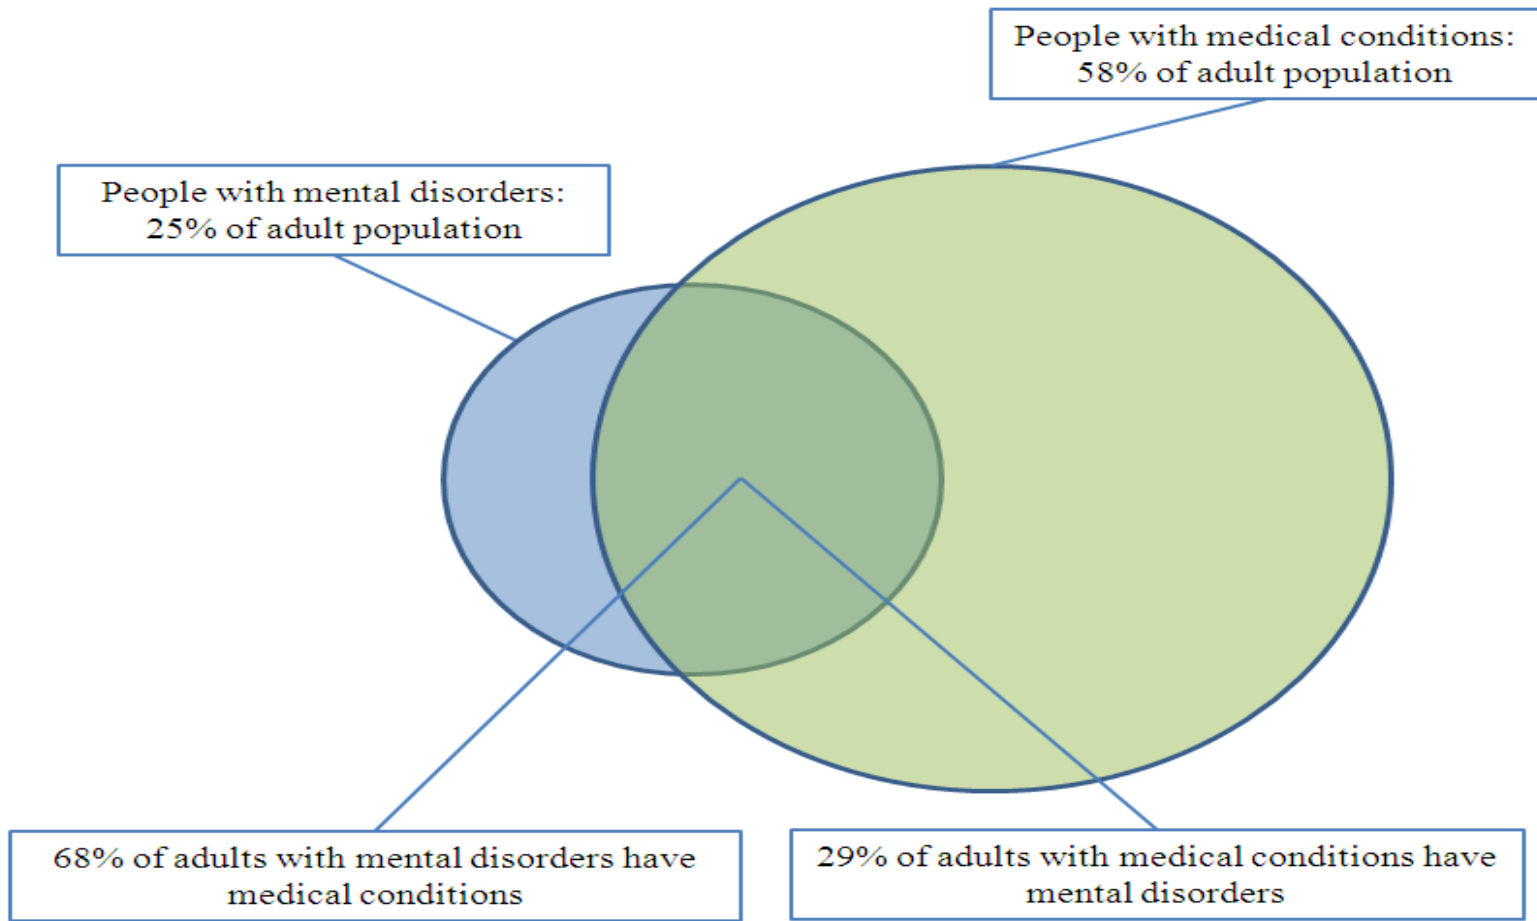 People with medical conditions:
58% of adult population
People with mental disorders:
25% of adult population
68% of adults with mental disorders have
medical conditions
29% of adults with medical conditions have
mental disorders